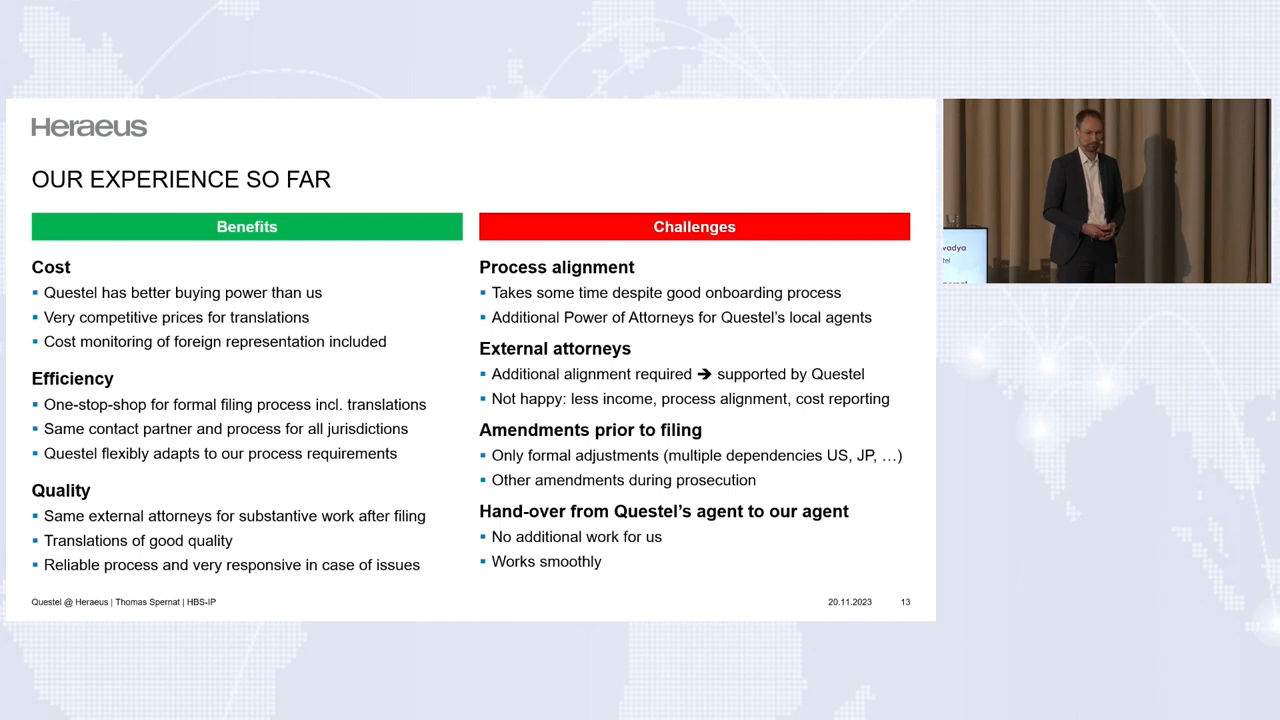 Heraeus
OUR EXPERIENCE SO FAR
Benefits
Cost
▪ Questel has better buying power than us
▪ Very competitive prices for translations
▪ Cost monitoring of foreign representation included
Efficiency
▪ One-stop-shop for formal filing process incl. translations
▪ Same contact partner and process for all jurisdictions
▪ Questel flexibly adapts to our process requirements
Quality
▪ Same external attorneys for substantive work after filing
▪ Translations of good quality
▪ Reliable process and very responsive in case of issues
Challenges
Process alignment
▪ Takes some time despite good onboarding process
▪ Additional Power of Attorneys for Questel's local agents
External attorneys
▪ Additional alignment required ➔ supported by Questel
▪ Not happy: less income, process alignment, cost reporting
Amendments prior to filing
▪ Only formal adjustments (multiple dependencies US, JP, …)
▪ Other amendments during prosecution
Hand-over from Questel's agent to our agent
▪ No additional work for us
▪ Works smoothly
Questel @ Heraeus | Thomas Spernat | HBS-IP
20.11.2023
13
vadya
tel